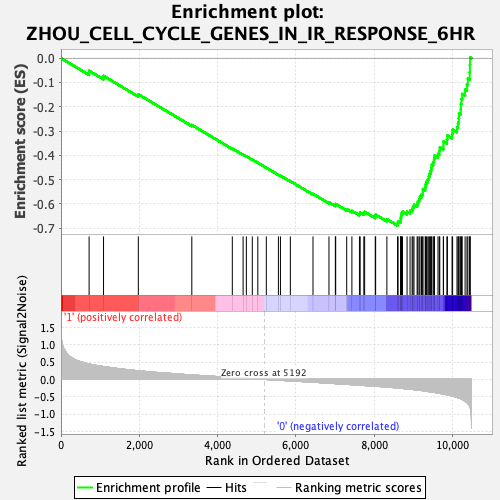 Enrichment plot:
ZHOU_CELL_CYCLE_GENES_IN_IR_RESPONSE_6HR
Enrichment score (ES)
0.0
-0.1
-0.2
-0.3
-0.4
-0.5
-0.6
-0.7
'1' (positively correlated)
Ranked list metric (Signal2Noise)
1.5
1.0
0.5
0.0
-0.5
-1.0
-1.5
Zero cross at 5192
'0' (negatively correlated)
0
2,000
4,000
6,000
8,000
10,000
Rank in Ordered Dataset
Enrichment profile
Hits
Ranking metric scores